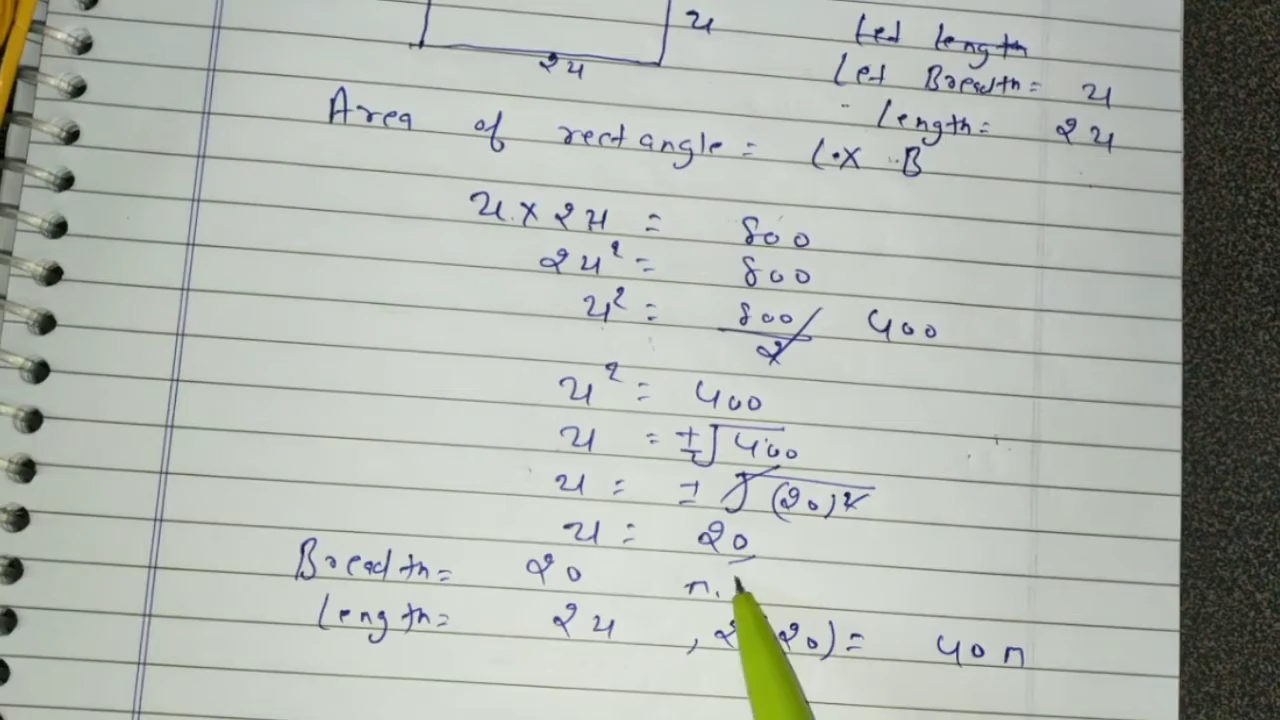 x
2x
Let length
Let Breadth = x
length = 2x
Area of rectangle = L × B
x × 2x = 800
2x² = 800
x² = 800/2 400
x² = 400
x = ±√400
x = ±√(20)²
x = 20
Breadth = 20 m.
Length = 2x, 2(20) = 40 m